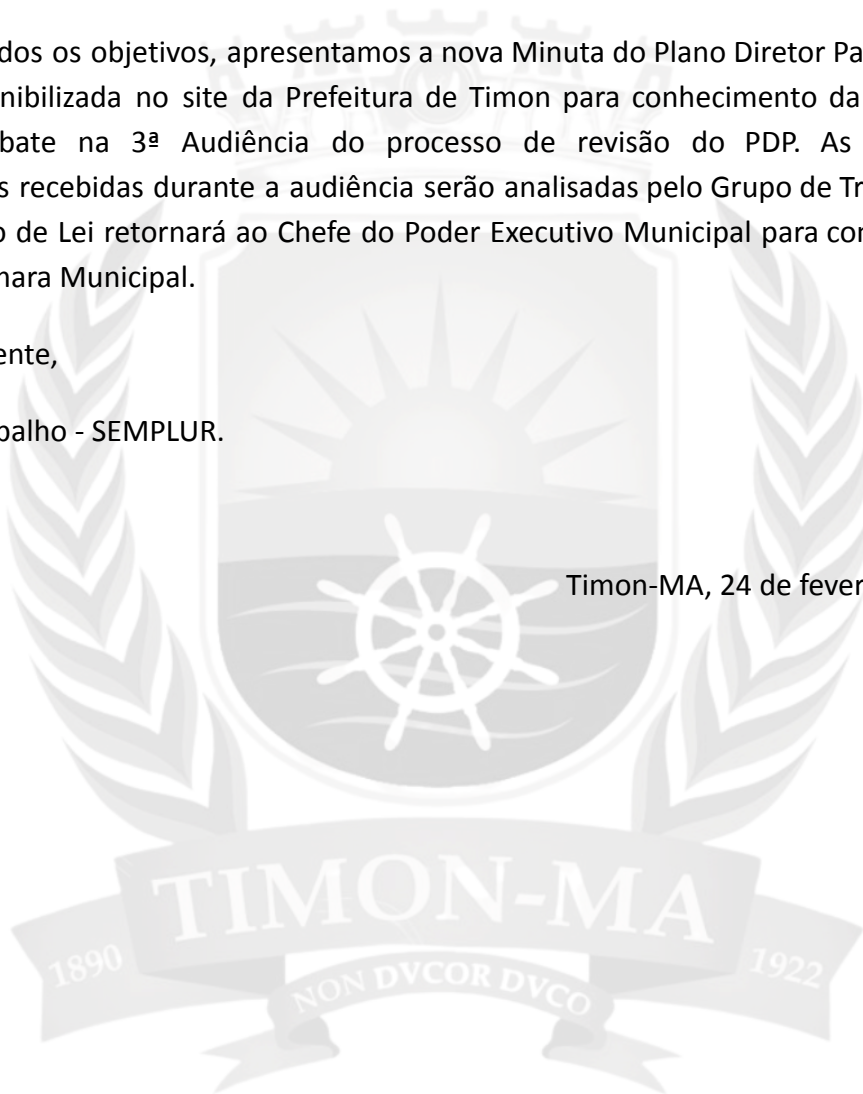 dos os objetivos, apresentamos a nova Minuta do Plano Diretor Pa
nibilizada no site da Prefeitura de Timon para conhecimento da
bate na 3ª Audiência do processo de revisão do PDP. As
s recebidas durante a audiência serão analisadas pelo Grupo de Tr
o de Lei retornará ao Chefe do Poder Executivo Municipal para con
nara Municipal.
ente,
balho - SEMPLUR.
Timon-MA, 24 de fever
TIMON-MA
1890
1922
NON DVCOR DVCO